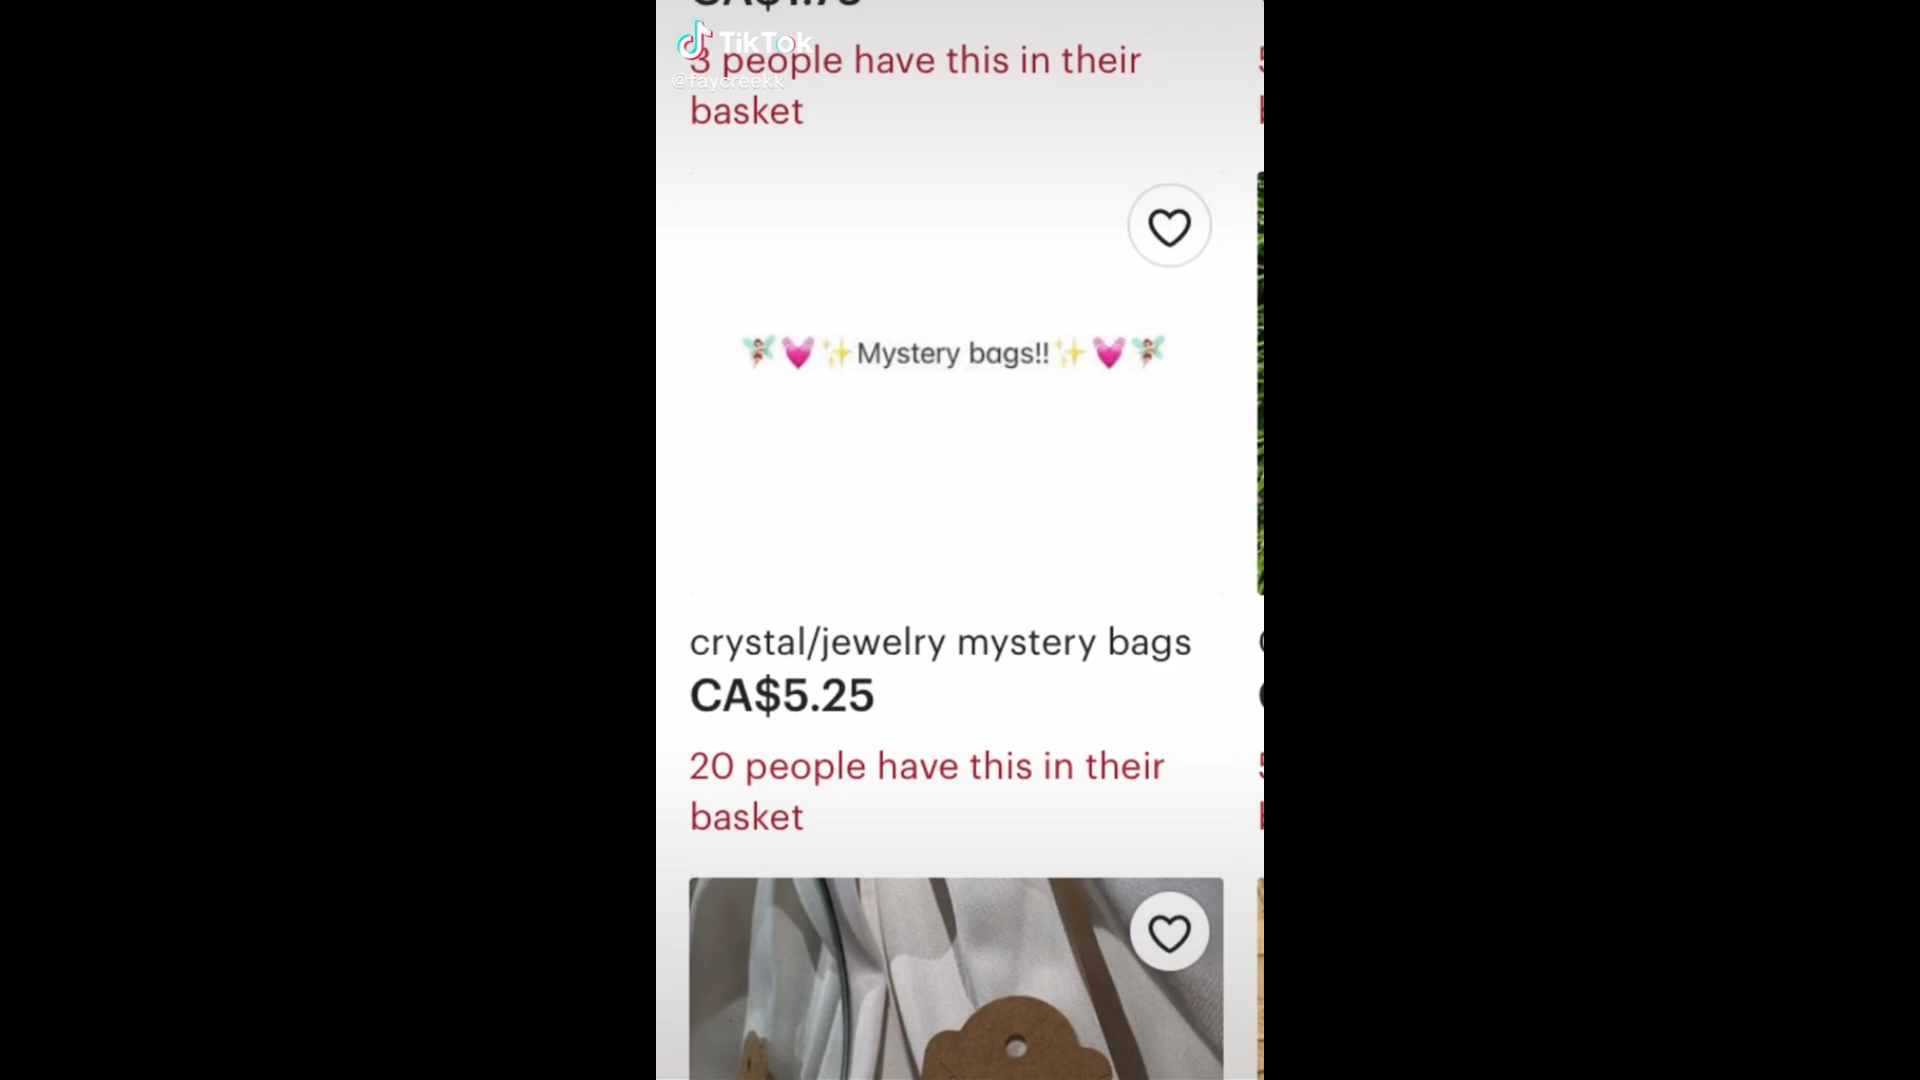 TikTok
@faycreekk
3 people have this in their
basket
🧚💓✨Mystery bags!!✨💓🧚
crystal/jewelry mystery bags
CA$5.25
20 people have this in their
basket